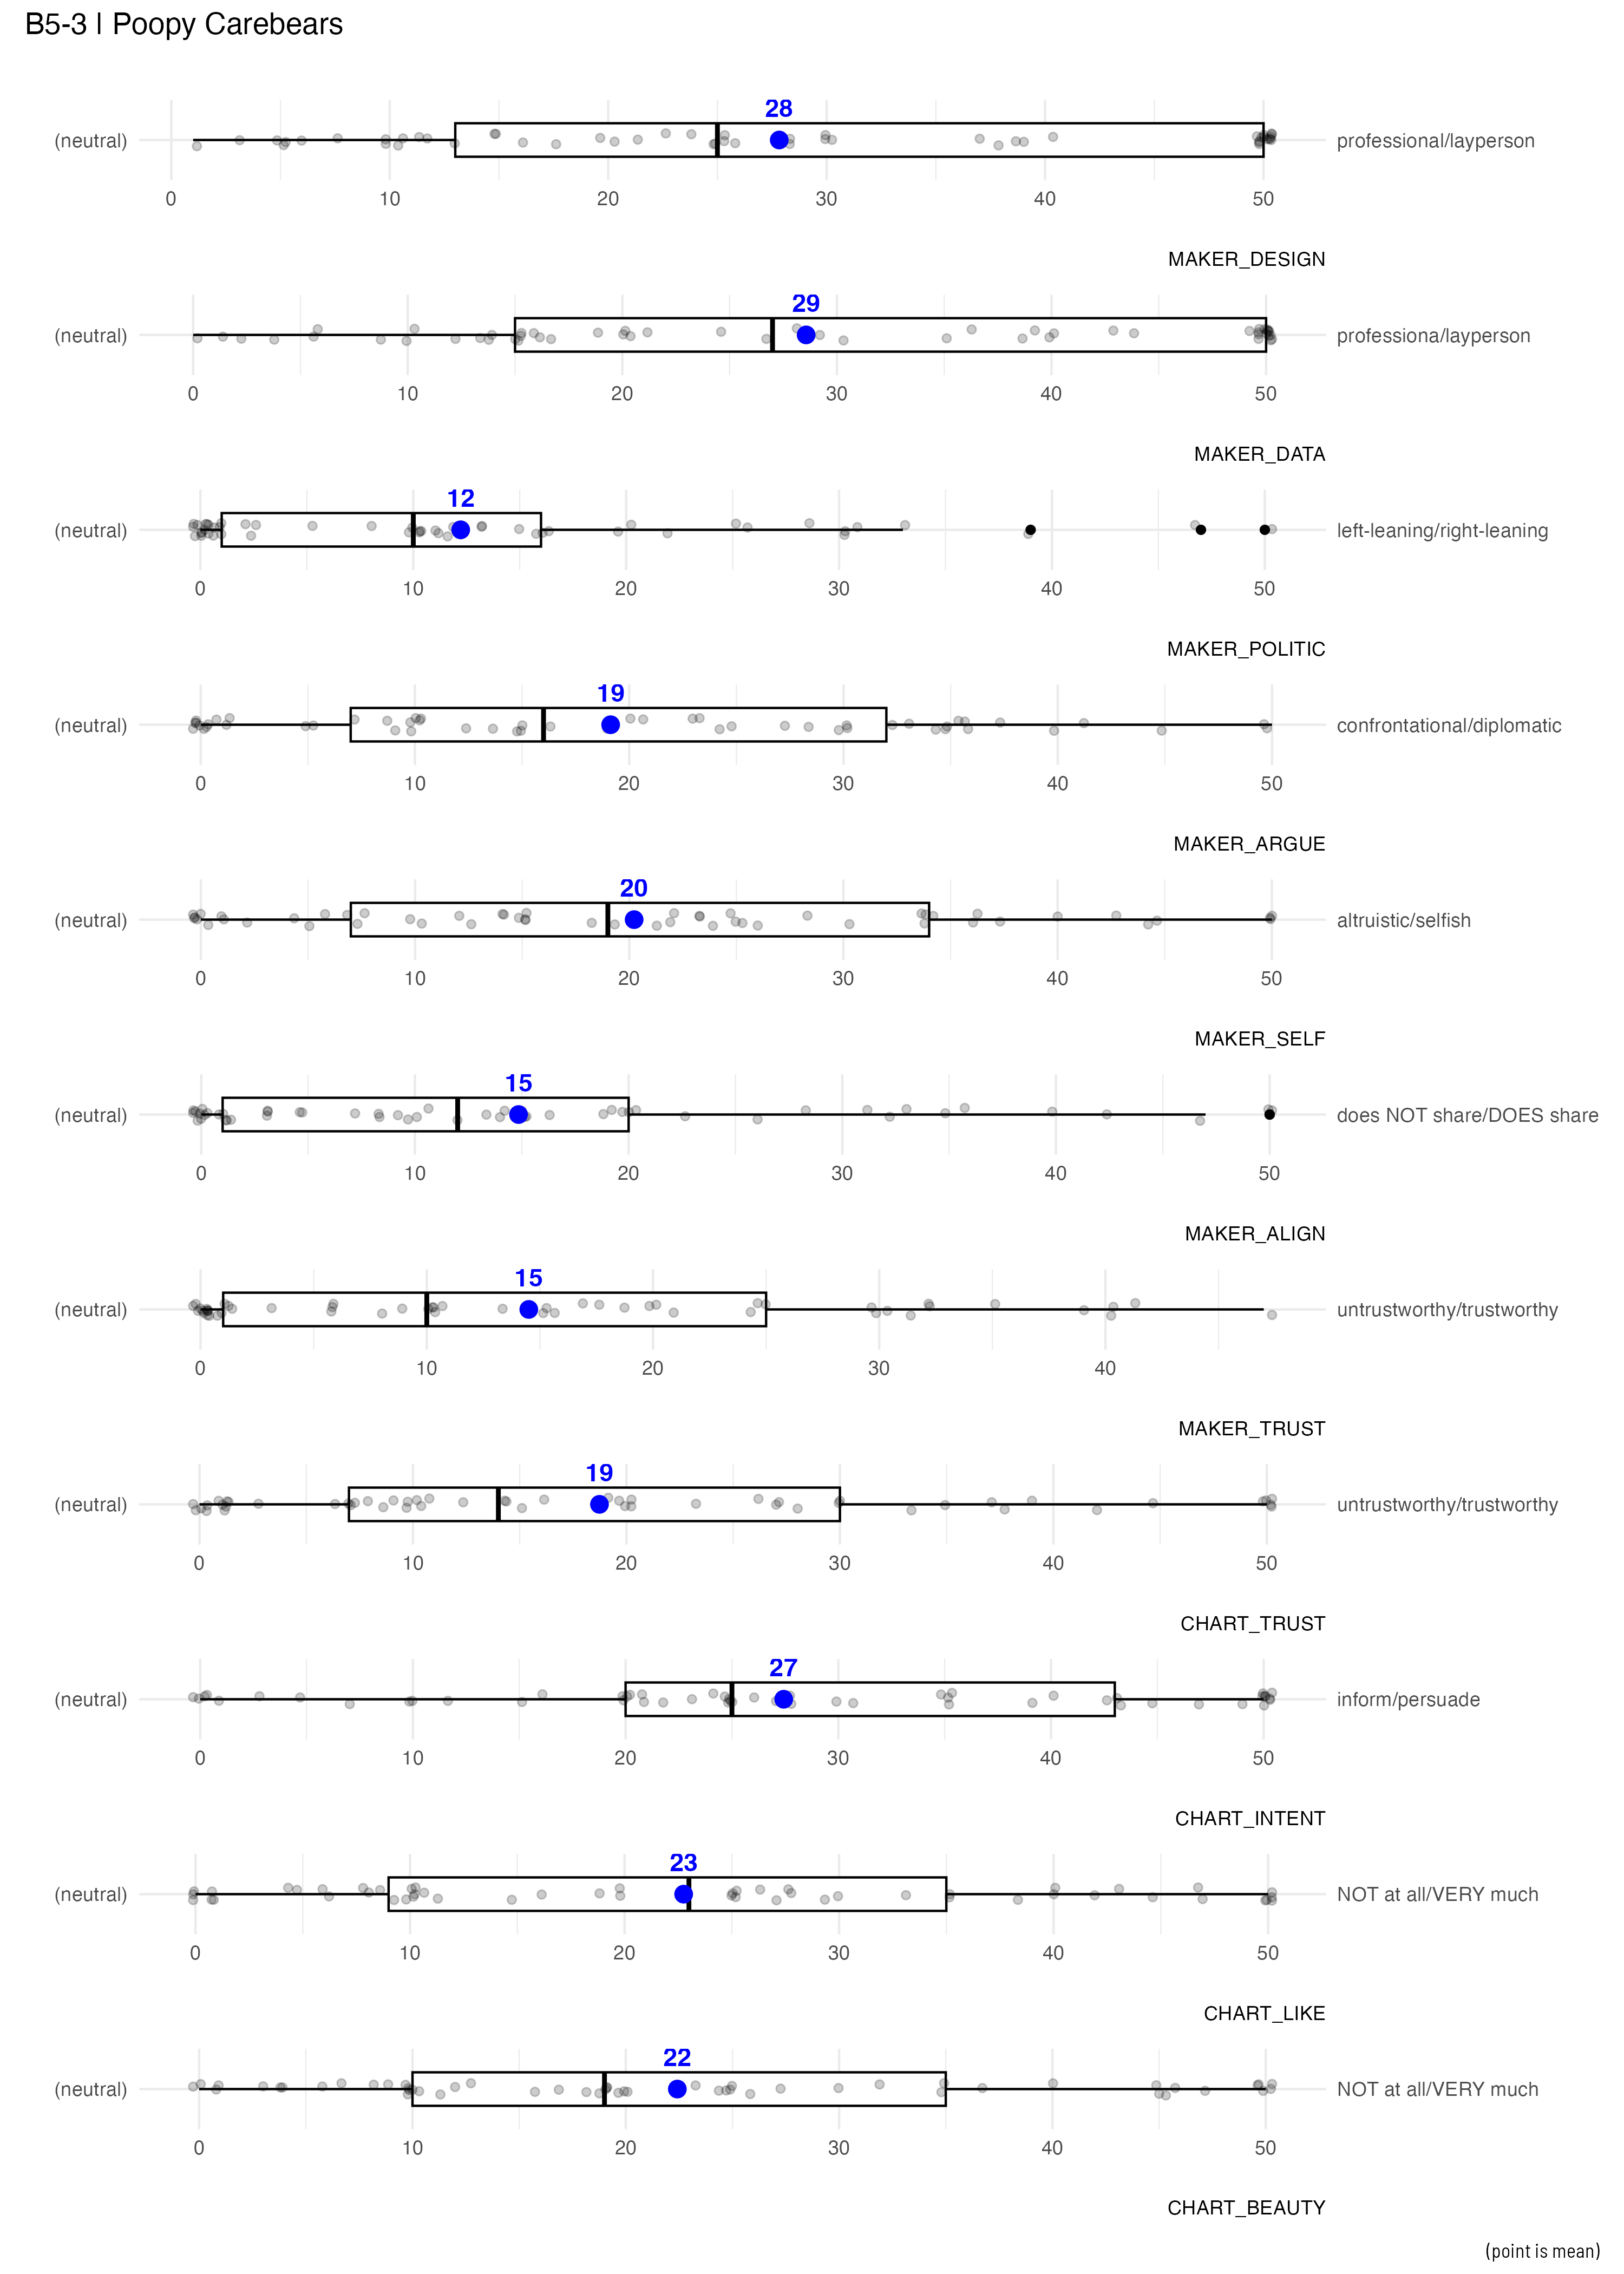 B5-3 | Poopy Carebears
28
(neutral) professional/layperson
0 10 20 30 40 50
MAKER_DESIGN
29
(neutral) professiona/layperson
0 10 20 30 40 50
MAKER_DATA
12
(neutral) left-leaning/right-leaning
0 10 20 30 40 50
MAKER_POLITIC
19
(neutral) confrontational/diplomatic
0 10 20 30 40 50
MAKER_ARGUE
20
(neutral) altruistic/selfish
0 10 20 30 40 50
MAKER_SELF
15
(neutral) does NOT share/DOES share
0 10 20 30 40 50
MAKER_ALIGN
15
(neutral) untrustworthy/trustworthy
0 10 20 30 40
MAKER_TRUST
19
(neutral) untrustworthy/trustworthy
0 10 20 30 40 50
CHART_TRUST
27
(neutral) inform/persuade
0 10 20 30 40 50
CHART_INTENT
23
(neutral) NOT at all/VERY much
0 10 20 30 40 50
CHART_LIKE
22
(neutral) NOT at all/VERY much
0 10 20 30 40 50
CHART_BEAUTY
(point is mean)